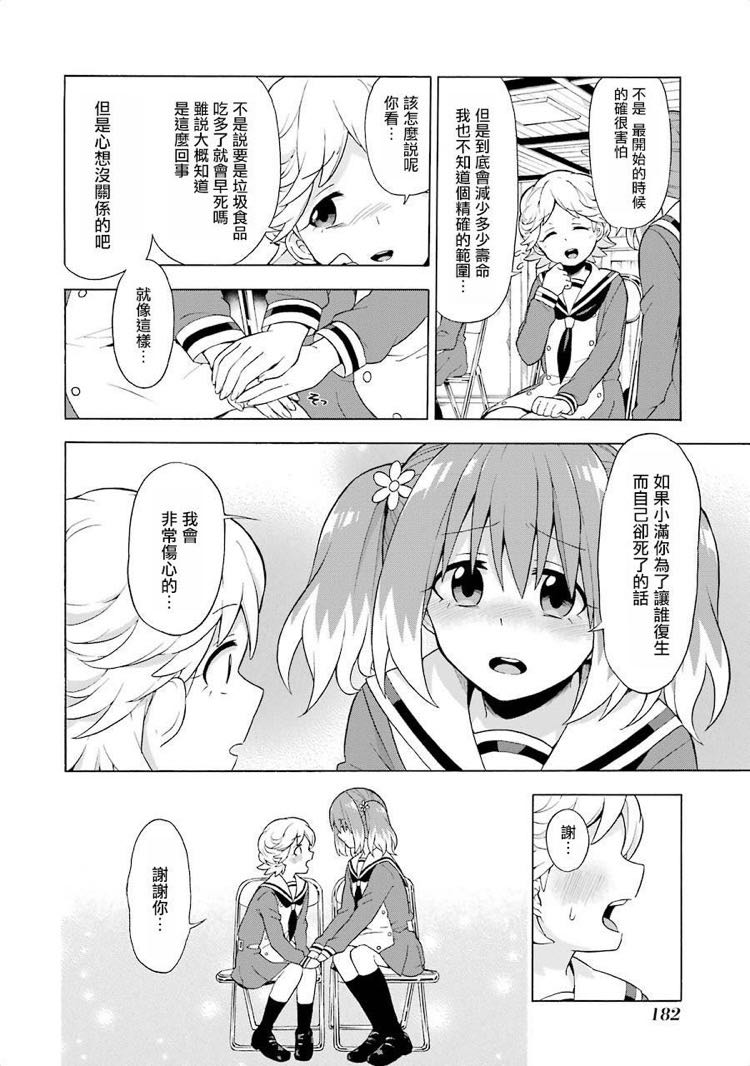 不是 最開始的時候
的確很害怕
但是到底會減少多少壽命
我也不知道個精確的範圍…
該怎麼說呢
你看…
不是說要是垃圾食品
吃多了就會早死嗎
雖說大概知道
是這麼回事
但是心想沒關係的吧
就像這樣…
そっ
如果小滿你為了讓誰復生
而自己卻死了的話
我會
非常傷心的…
謝…
謝謝你…
182